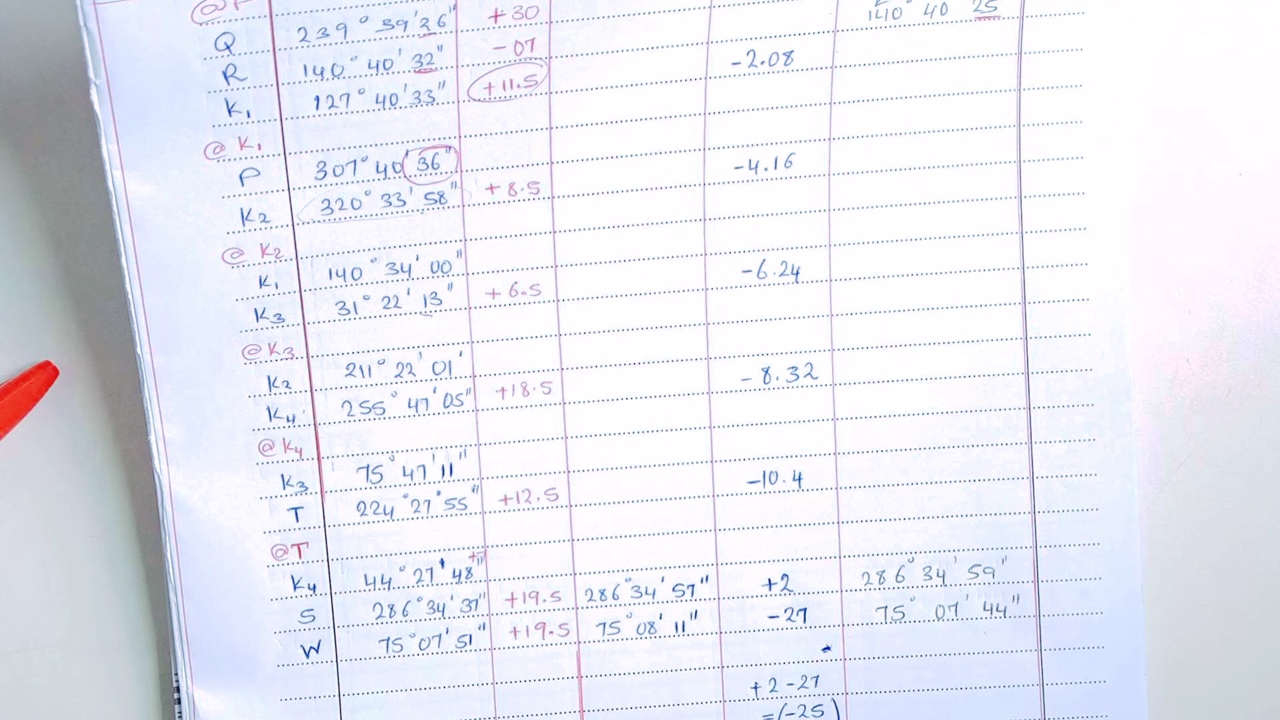 Q 239° 39' 26" +30 140 40 25
R 140° 40' 32" -07
K1 127° 40' 33" +11.5 -2.08
@ K1
P 307° 40' 36" -4.16
K2 320° 33' 58" +8.5
@ K2
K1 140° 34' 00" -6.24
K3 31° 22' 13" +6.5
@ K3
K2 211° 22' 01' -8.32
K4 255° 47' 05" +18.5
@ K4
K3 75° 47' 11" -10.4
T 224° 27' 55" +12.5
@T
K4 44° 27' 48"
S 286° 34' 37" +19.5 286° 34' 57" +2 286° 34' 59"
W 75° 07' 51" +19.5 75° 08' 11" -27 75° 07' 44"
+2 -27
=(-25)